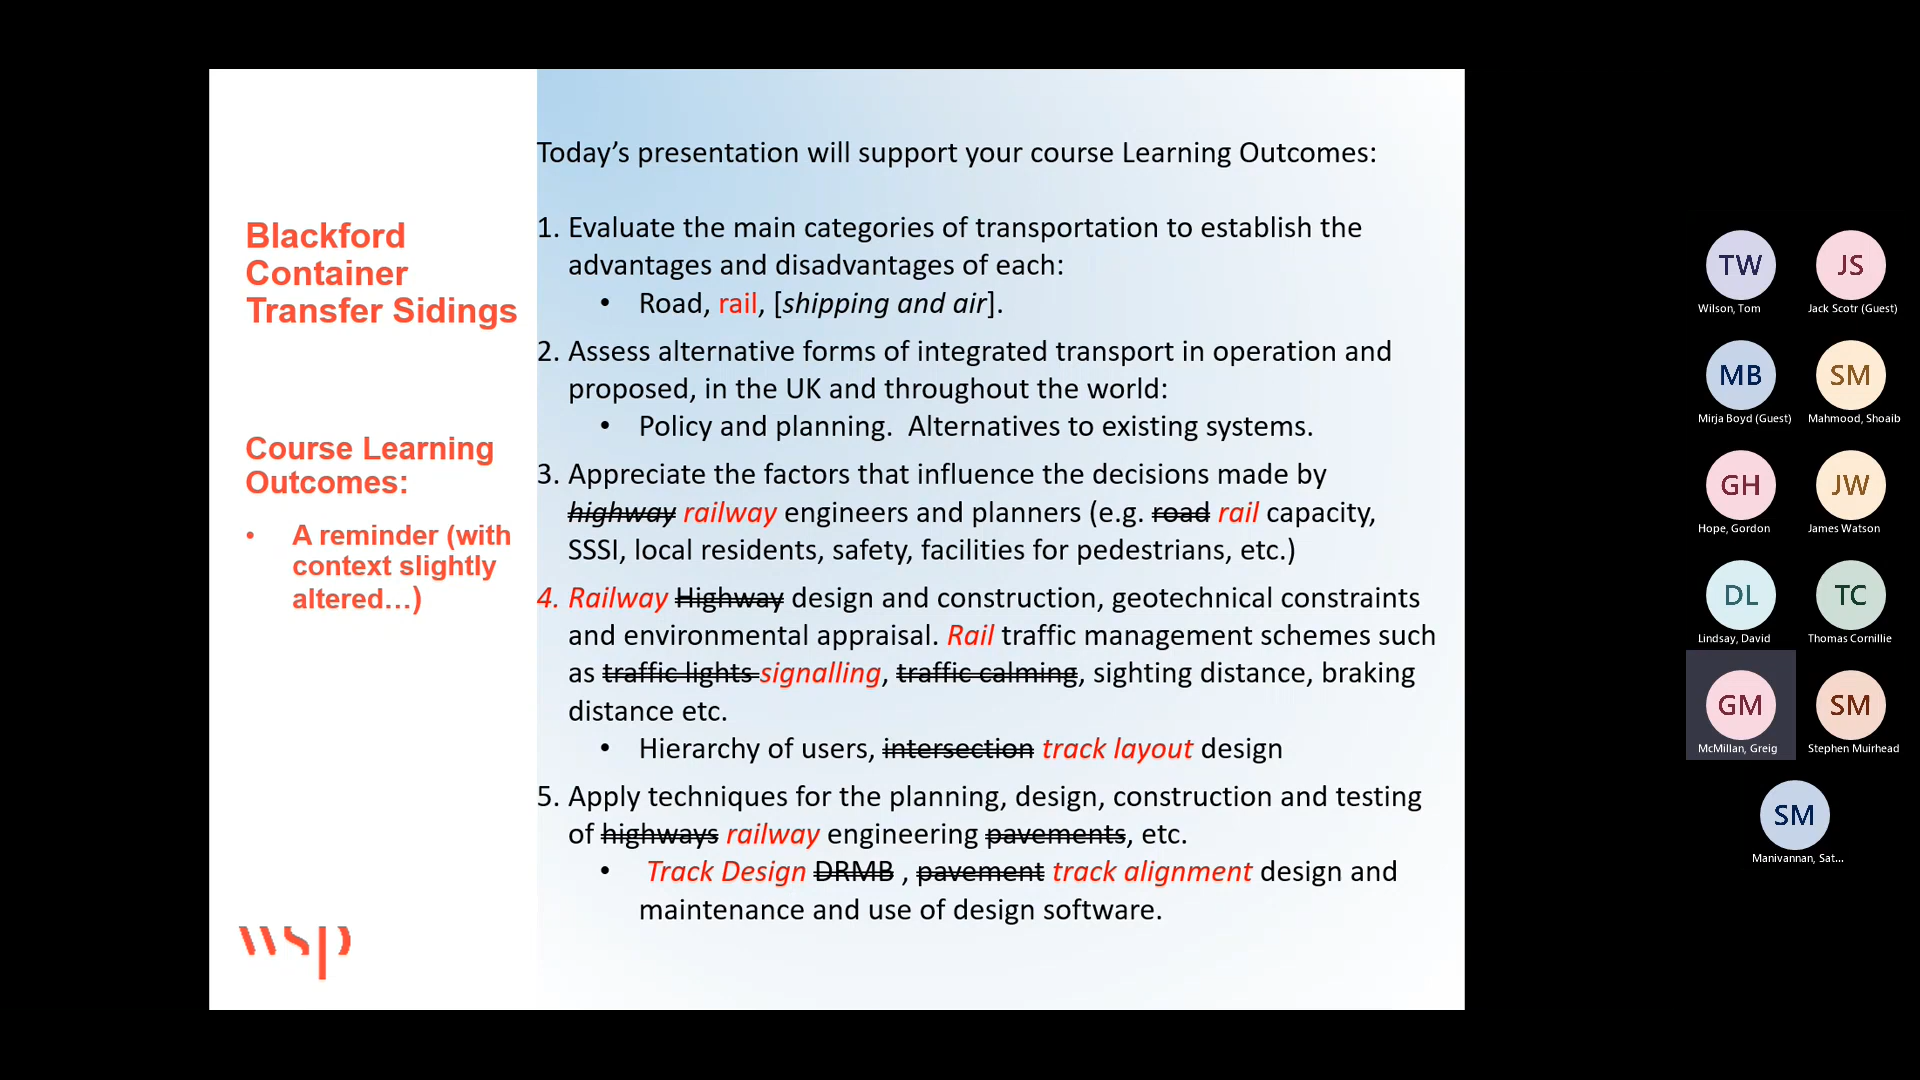 Blackford
Container
Transfer Sidings
Course Learning
Outcomes:
• A reminder (with
context slightly
altered...)
wsp
Today's presentation will support your course Learning Outcomes:
1. Evaluate the main categories of transportation to establish the
advantages and disadvantages of each:
• Road, rail, [shipping and air].
2. Assess alternative forms of integrated transport in operation and
proposed, in the UK and throughout the world:
• Policy and planning.  Alternatives to existing systems.
3. Appreciate the factors that influence the decisions made by
highway railway engineers and planners (e.g. road rail capacity,
SSSI, local residents, safety, facilities for pedestrians, etc.)
4. Railway Highway design and construction, geotechnical constraints
and environmental appraisal. Rail traffic management schemes such
as traffic lights signalling, traffic calming, sighting distance, braking
distance etc.
• Hierarchy of users, intersection track layout design
5. Apply techniques for the planning, design, construction and testing
of highways railway engineering pavements, etc.
• Track Design DRMB , pavement track alignment design and
maintenance and use of design software.
TW JS
Wilson, Tom Jack Scotr (Guest)
MB SM
Mirja Boyd (Guest) Mahmood, Shoaib
GH JW
Hope, Gordon James Watson
DL TC
Lindsay, David Thomas Cornillie
GM SM
McMillan, Greig Stephen Muirhead
SM
Manivannan, Sat...